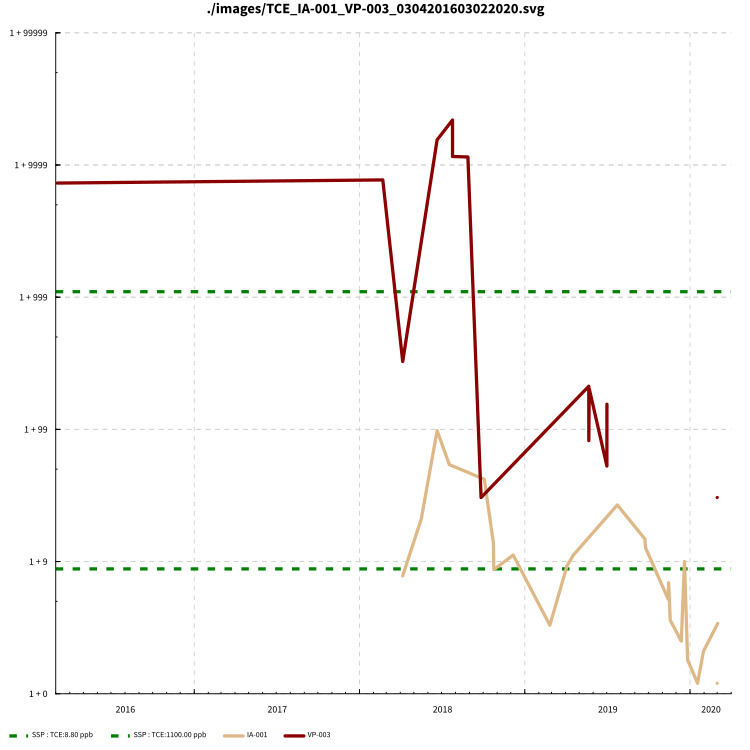 ./images/TCE_IA-001_VP-003_0304201603022020.svg
1+99999
1+9999
1+999
1+99
1+9
1+0
2016 2017 2018 2019 2020
SSP : TCE:8.80 ppb SSP : TCE:1100.00 ppb IA-001 VP-003